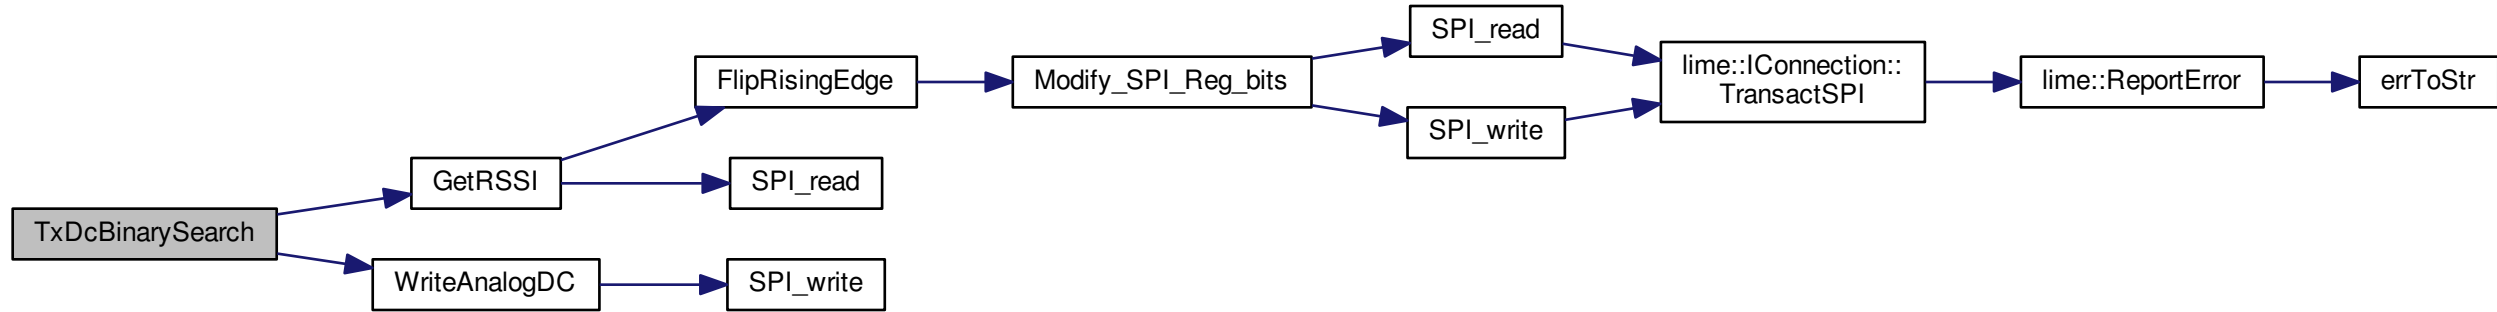 TxDcBinarySearch
GetRSSI
FlipRisingEdge
Modify_SPI_Reg_bits
SPI_read
lime::IConnection::
TransactSPI
lime::ReportError
errToStr
SPI_write
SPI_read
WriteAnalogDC
SPI_write